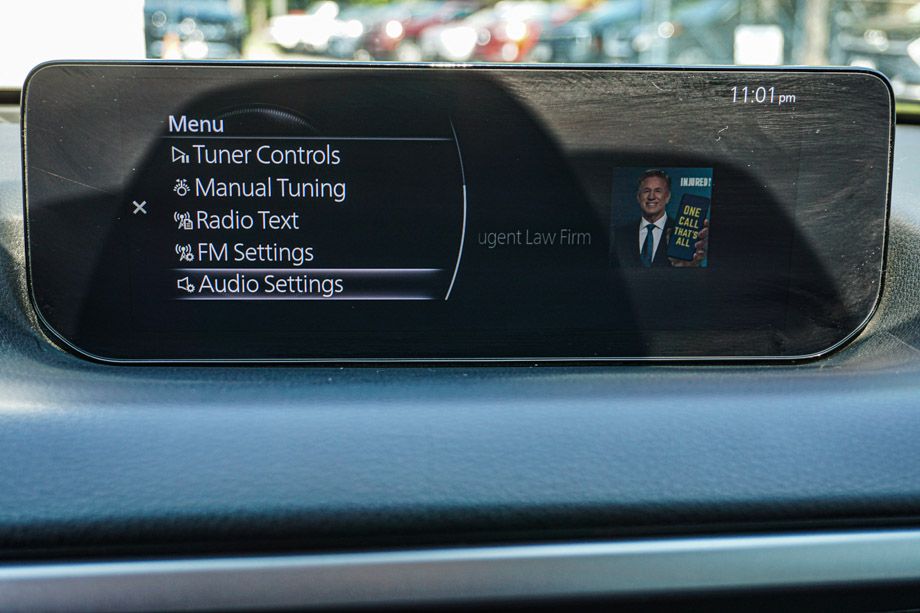 11:01 pm
Menu
Tuner Controls
Manual Tuning
Radio Text
FM Settings
Audio Settings
ugent Law Firm
INJURED?
ONE
CALL
THAT'S
ALL